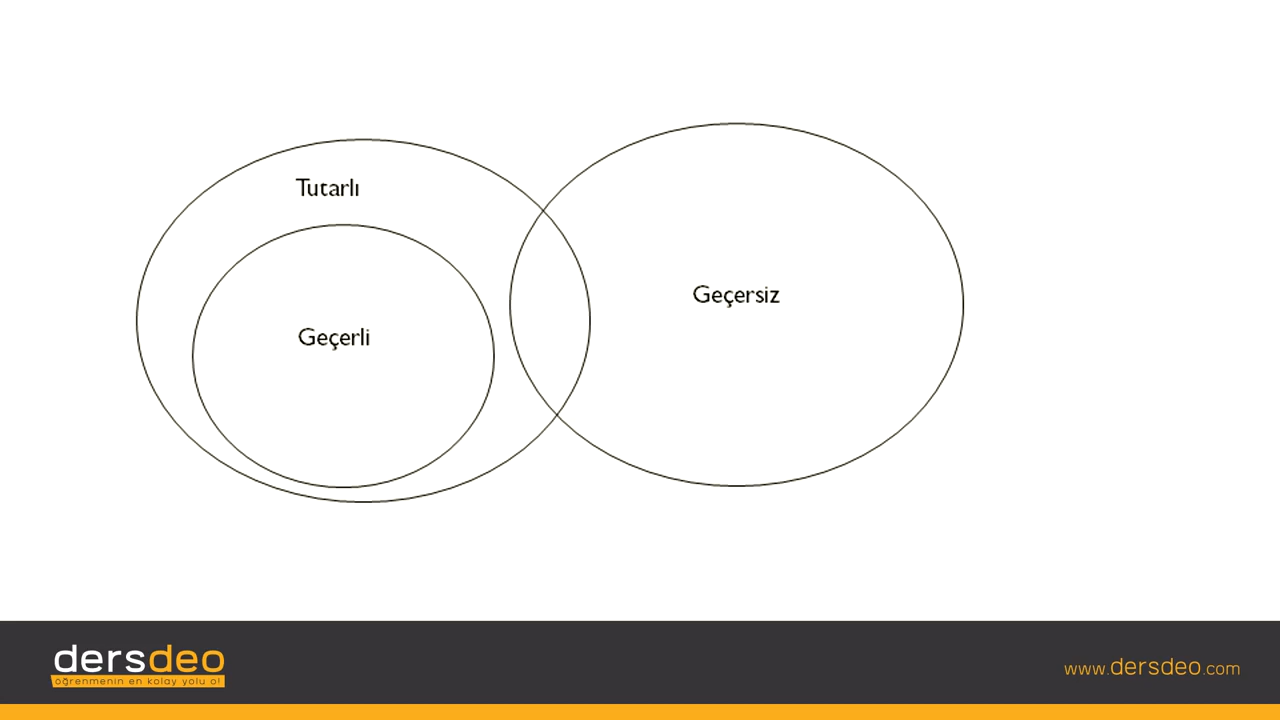 Tutarlı
Geçersiz
Geçerli
dersdeo
öğrenmenin en kolay yolu o!
www.dersdeo.com